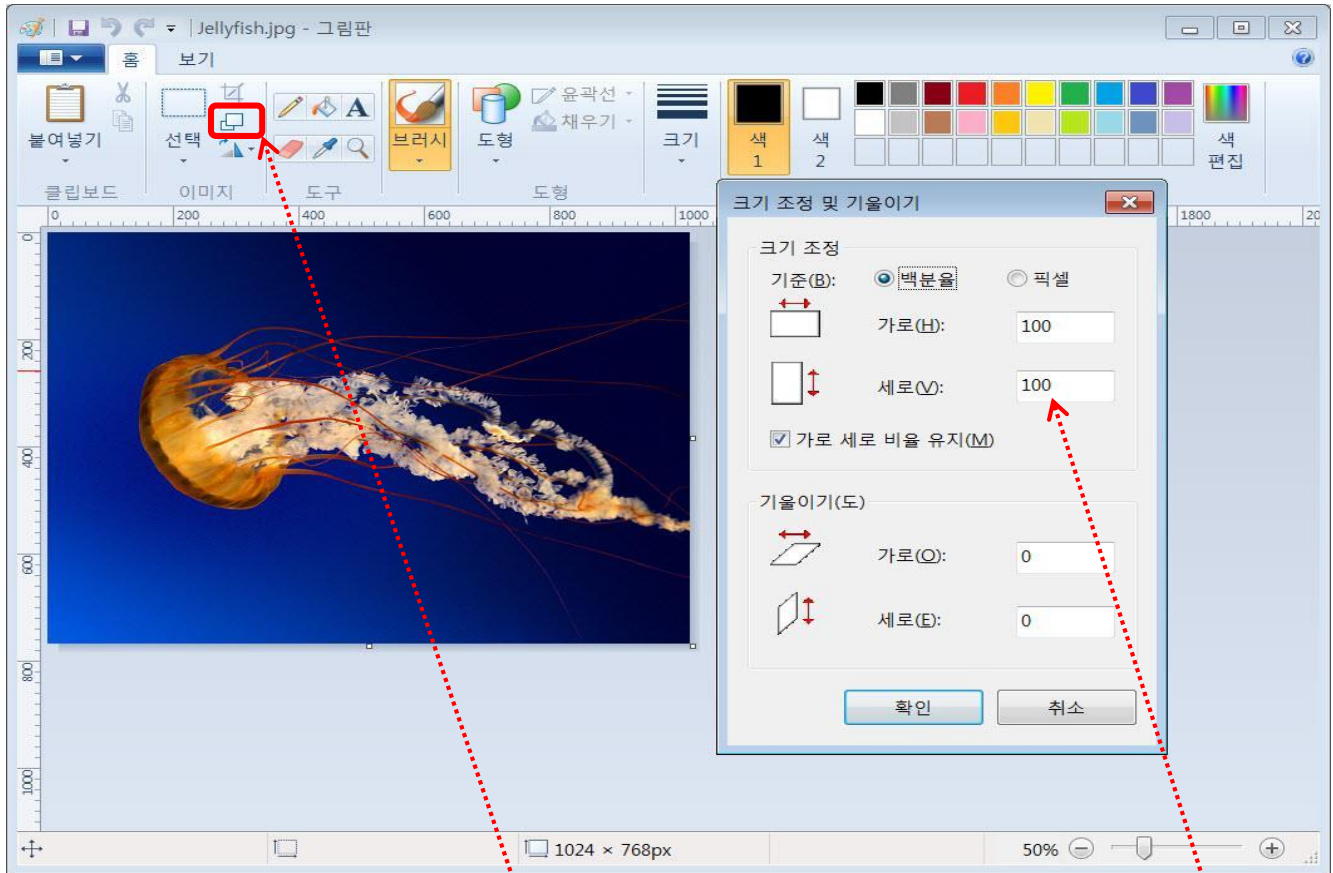 Jellyfish.jpg - 그림판
홈 보기
붙여넣기
선택
A
브러시
도형
윤곽선
채우기
크기
색
1
색
2
색
편집
클립보드 이미지 도구 도형
0 200 400 600 800 1000 1800 20
0
200
400
600
800
1000
크기 조정 및 기울이기
크기 조정
기준(B): 백분율 픽셀
가로(H): 100
세로(V): 100
가로 세로 비율 유지(M)
기울이기(도)
가로(O): 0
세로(E): 0
확인 취소
1024 × 768px
50%